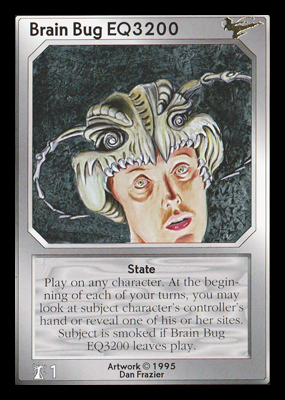 Brain Bug EQ3200
State
Play on any character. At the begin-
ning of each of your turns, you may
look at subject character's controller's
hand or reveal one of his or her sites.
Subject is smoked if Brain Bug
EQ3200 leaves play.
1
Artwork © 1995
Dan Frazier